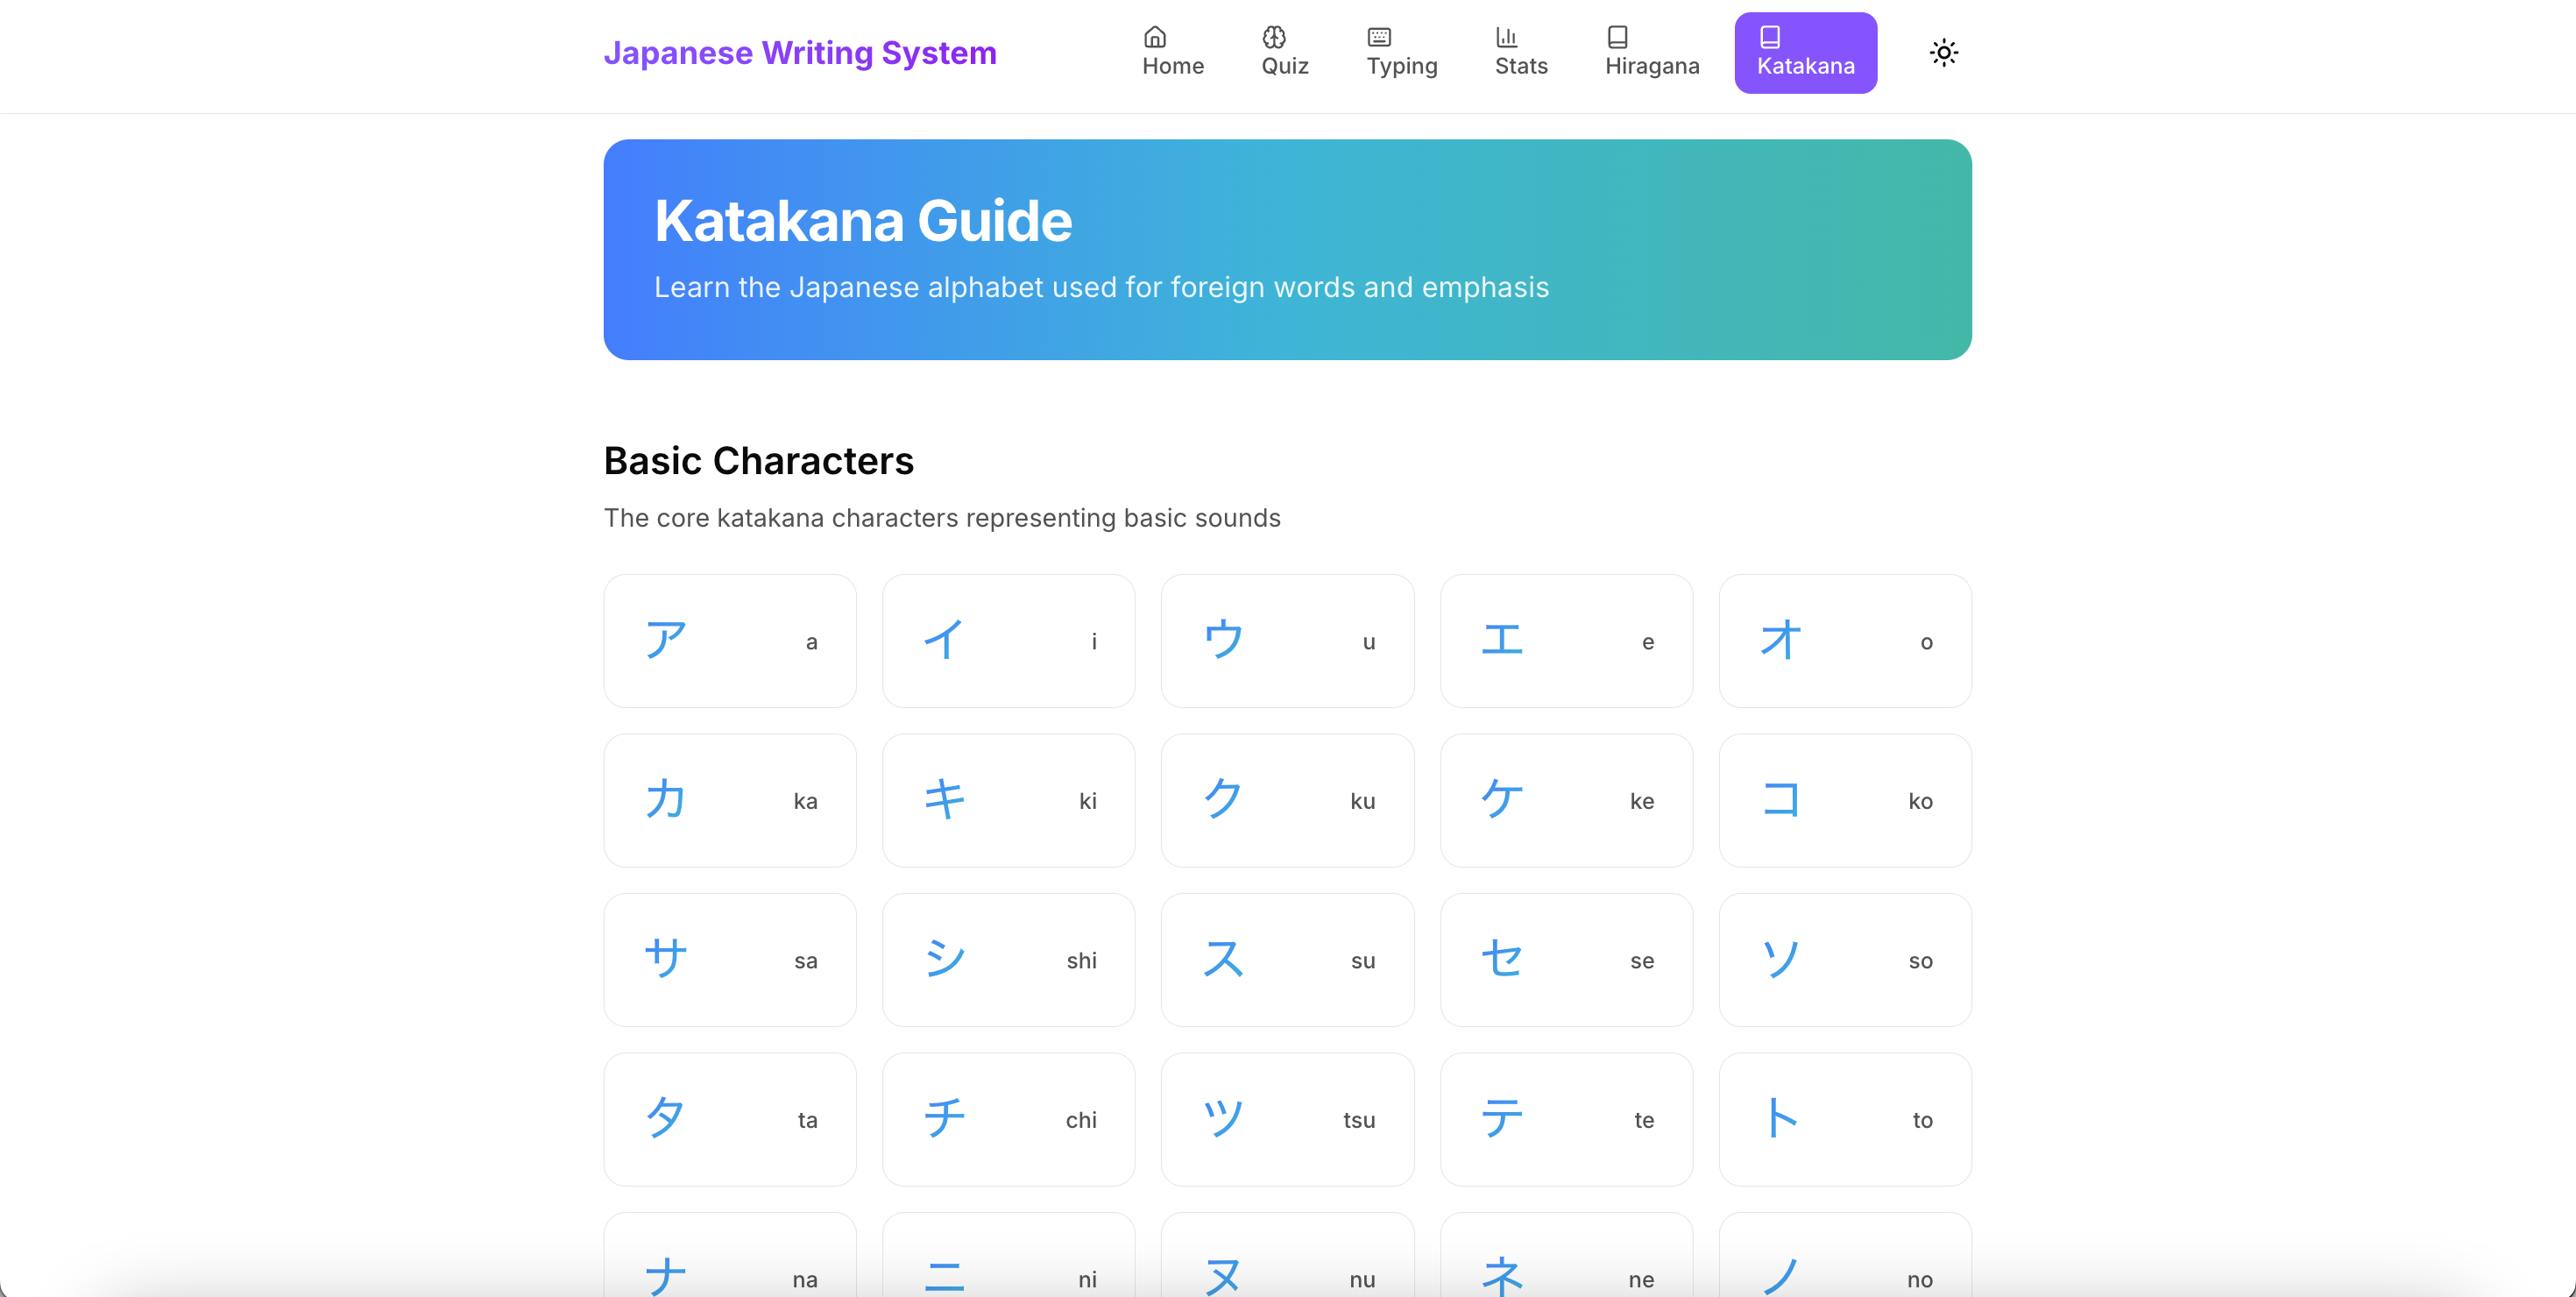 Japanese Writing System
Home
Quiz
Typing
Stats
Hiragana
Katakana
Katakana Guide
Learn the Japanese alphabet used for foreign words and emphasis
Basic Characters
The core katakana characters representing basic sounds
ア a イ i ウ u エ e オ o
カ ka キ ki ク ku ケ ke コ ko
サ sa シ shi ス su セ se ソ so
タ ta チ chi ツ tsu テ te ト to
ナ na ニ ni ヌ nu ネ ne ノ no